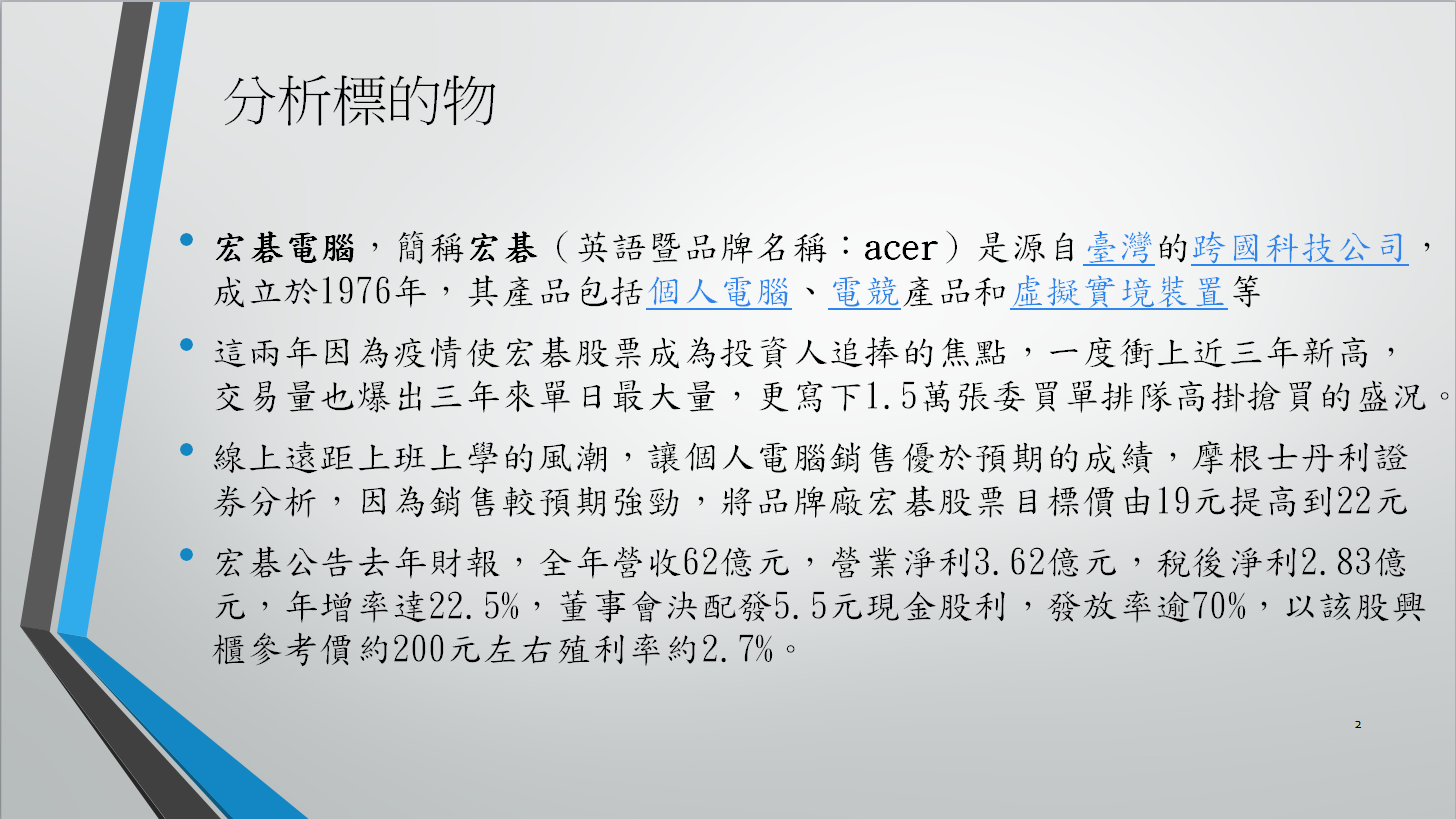 分析標的物
宏碁電腦，簡稱宏碁（英語暨品牌名稱：acer）是源自臺灣的跨國科技公司，
成立於1976年，其產品包括個人電腦、電競產品和虛擬實境裝置等
這兩年因為疫情使宏碁股票成為投資人追捧的焦點，一度衝上近三年新高，
交易量也爆出三年來單日最大量，更寫下1.5萬張委買單排隊高掛搶買的盛況。
線上遠距上班上學的風潮，讓個人電腦銷售優於預期的成績，摩根士丹利證
券分析，因為銷售較預期強勁，將品牌廠宏碁股票目標價由19元提高到22元
宏碁公告去年財報，全年營收62億元，營業淨利3.62億元，稅後淨利2.83億
元，年增率達22.5%，董事會決配發5.5元現金股利，發放率逾70%，以該股興
櫃參考價約200元左右殖利率約2.7%。
2